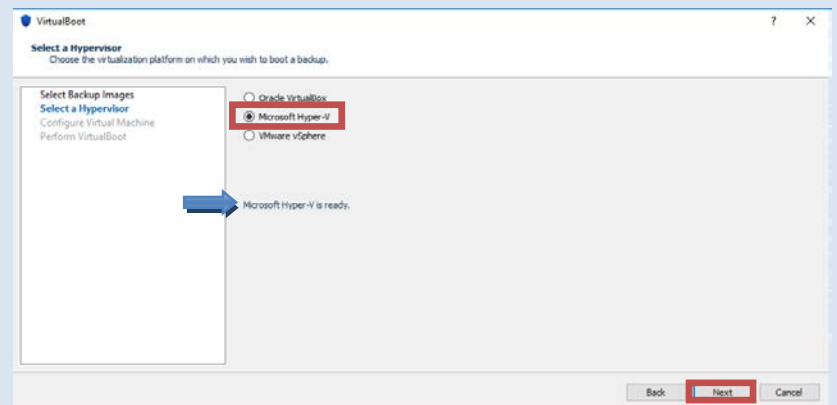 VirtualBoot
? ×
Select a Hypervisor
Choose the virtualization platform on which you wish to boot a backup.
Select Backup Images
Select a Hypervisor
Configure Virtual Machine
Perform VirtualBoot
Oracle VirtualBox
Microsoft Hyper-V
VMware vSphere
Microsoft Hyper-V is ready.
Back Next Cancel